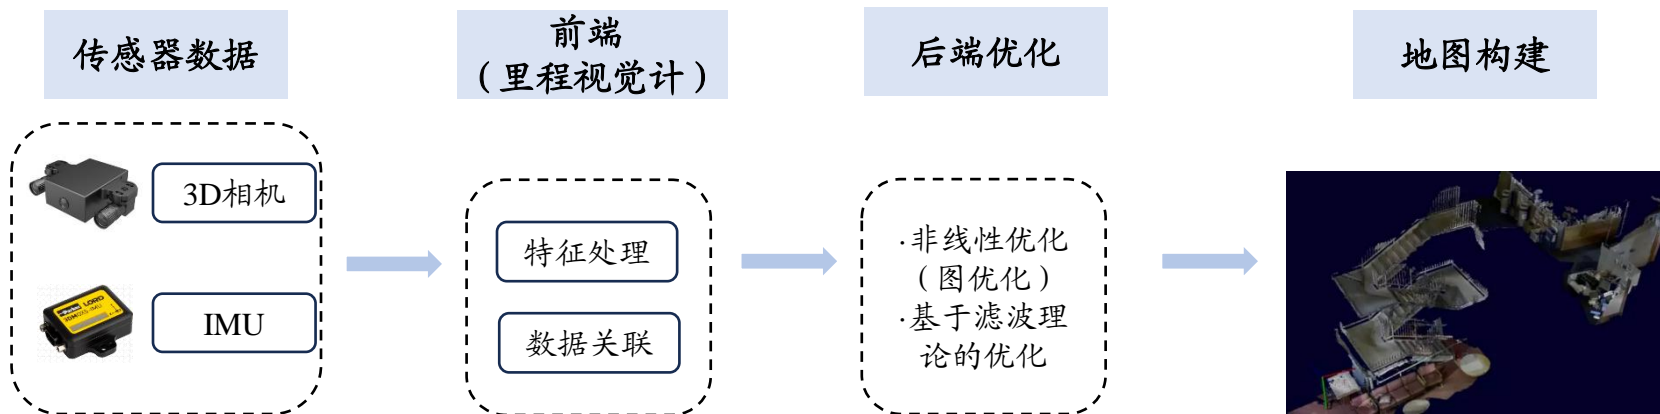 传感器数据
前端
（里程视觉计）
后端优化
地图构建
3D相机
IMU
LORD
特征处理
数据关联
·非线性优化
（图优化）
·基于滤波理
论的优化